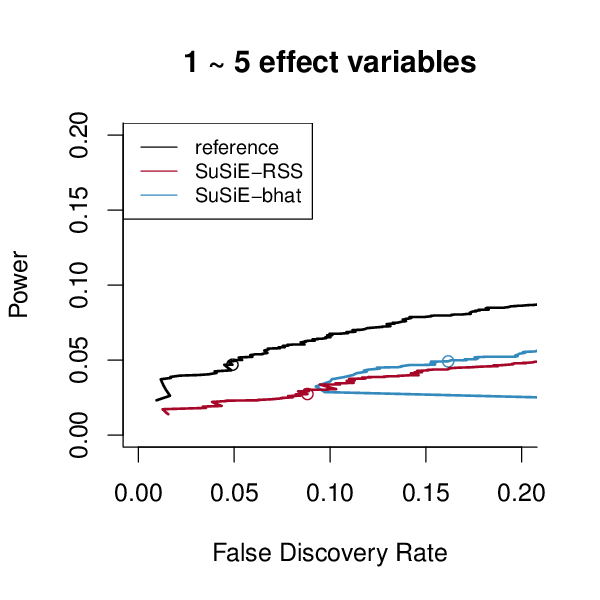 1 ~ 5 effect variables
reference
SuSiE−RSS
SuSiE−bhat
Power
0.20
0.15
0.10
0.05
0.00
0.00 0.05 0.10 0.15 0.20
False Discovery Rate